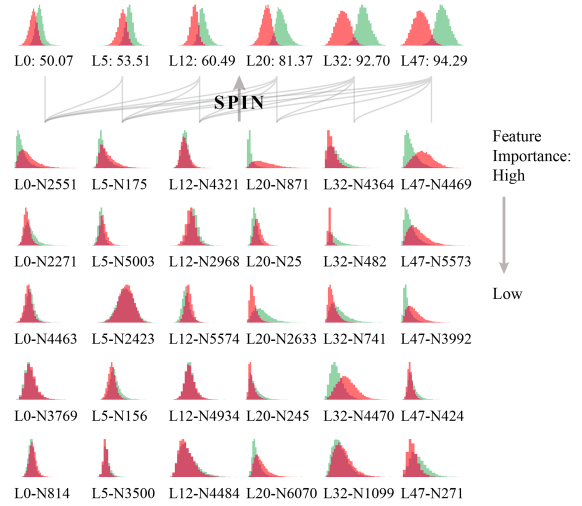 L0: 50.07 L5: 53.51 L12: 60.49 L20: 81.37 L32: 92.70 L47: 94.29
SPIN
Feature
Importance:
High
L0-N2551 L5-N175 L12-N4321 L20-N871 L32-N4364 L47-N4469
L0-N2271 L5-N5003 L12-N2968 L20-N25 L32-N482 L47-N5573
Low
L0-N4463 L5-N2423 L12-N5574 L20-N2633 L32-N741 L47-N3992
L0-N3769 L5-N156 L12-N4934 L20-N245 L32-N4470 L47-N424
L0-N814 L5-N3500 L12-N4484 L20-N6070 L32-N1099 L47-N271